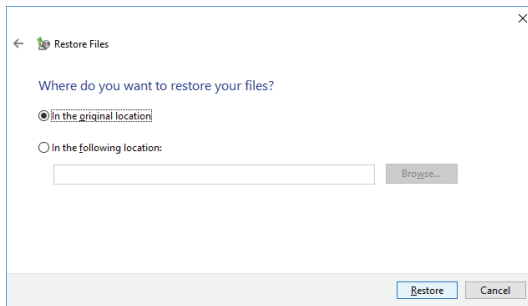 Restore Files
Where do you want to restore your files?
In the original location
In the following location:
Browse...
Restore Cancel